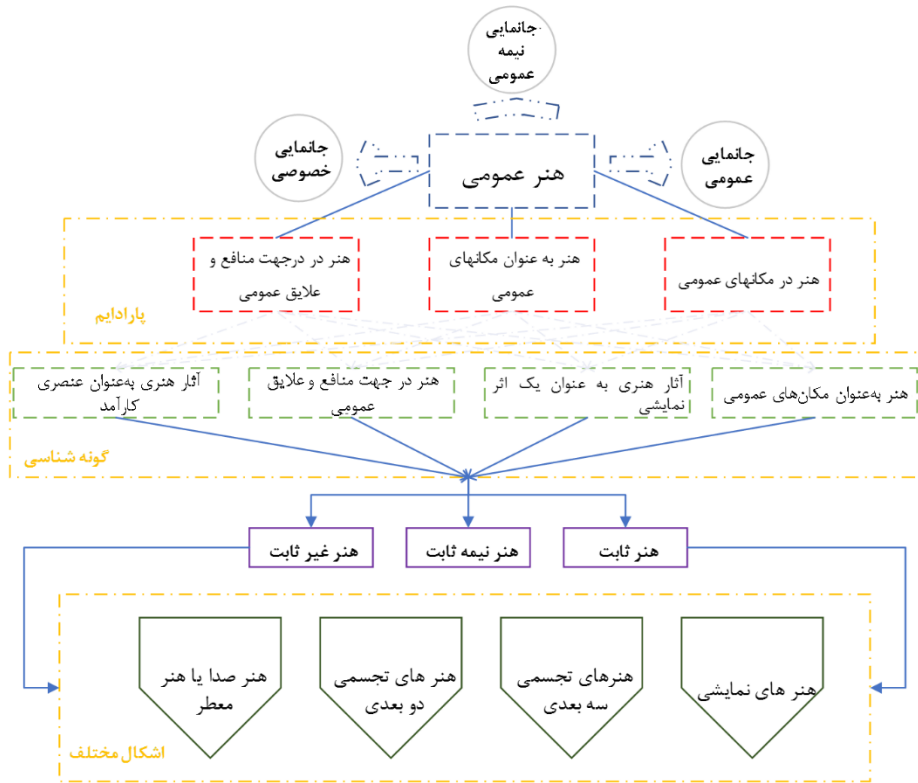 جانمایی
نیمه
عمومی
جانمایی
عمومی
هنر عمومی
جانمایی
خصوصی
هنر در مکانهای عمومی
هنر به عنوان مکانهای
عمومی
هنر در درجهت منافع و
علایق عمومی
پارادایم
هنر به‌عنوان مکان‌های عمومی
آثار هنری به عنوان یک اثر
نمایشی
هنر در جهت منافع و علایق
عمومی
آثار هنری به‌عنوان عنصری
کارآمد
گونه شناسی
هنر ثابت
هنر نیمه ثابت
هنر غیر ثابت
هنر های نمایشی
هنرهای تجسمی
سه بعدی
هنر های تجسمی
دو بعدی
هنر صدا یا هنر
معطر
اشکال مختلف